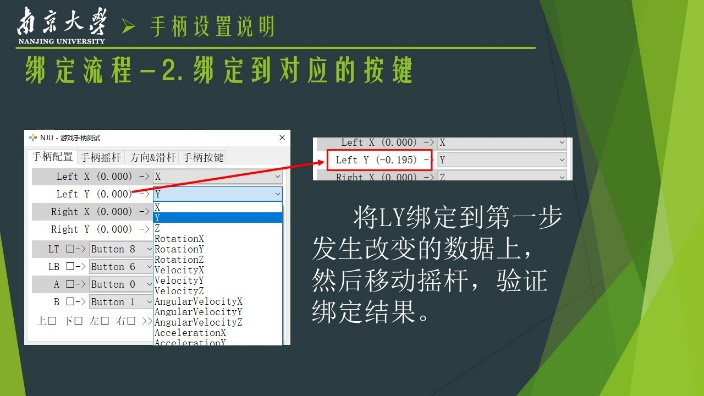 南京大学
NANJING UNIVERSITY
手柄设置说明
绑定流程-2.绑定到对应的按键
NJU - 游戏手柄测试
手柄配置 手柄摇杆 方向&滑杆 手柄按键
Left X (0.000) -> X
Left Y (0.000) -> Y
Right X (0.000) ->
Right Y (0.000) ->
LT □-> Button 8
LB □-> Button 6
A □-> Button 0
B □-> Button 1
上□ 下□ 左□ 右□ >>
X
Y
Z
RotationX
RotationY
RotationZ
VelocityX
VelocityY
VelocityZ
AngularVelocityX
AngularVelocityY
AngularVelocityZ
AccelerationX
AccelerationY
Left X (0.000) -> X
Left Y (-0.195) -> Y
Right X (0.000) -> Z
将LY绑定到第一步
发生改变的数据上，
然后移动摇杆，验证
绑定结果。